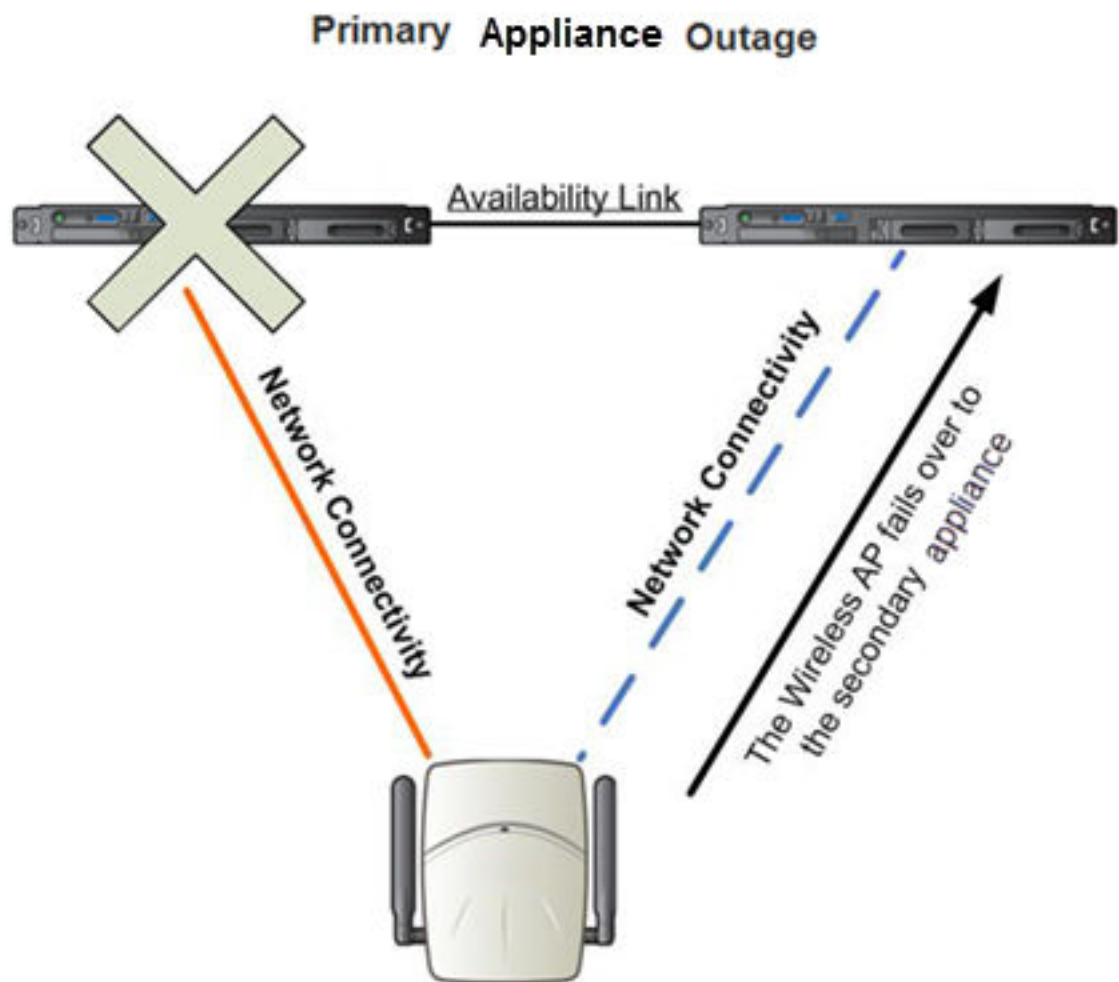 Primary Appliance Outage
Availability Link
Network Connectivity
Network Connectivity
The Wireless AP fails over to
the secondary appliance